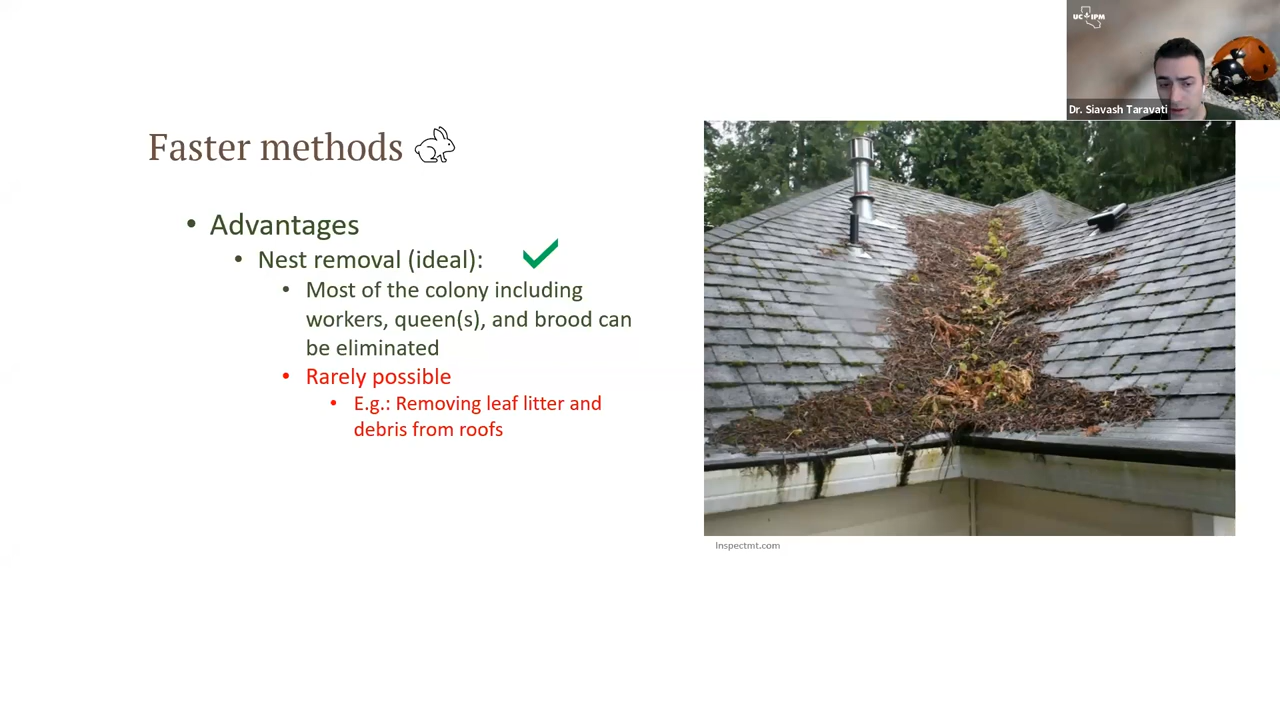 UC IPM
Dr. Siavash Taravati
Faster methods
• Advantages
• Nest removal (ideal):
• Most of the colony including
workers, queen(s), and brood can
be eliminated
• Rarely possible
• E.g.: Removing leaf litter and
debris from roofs
Inspectmt.com